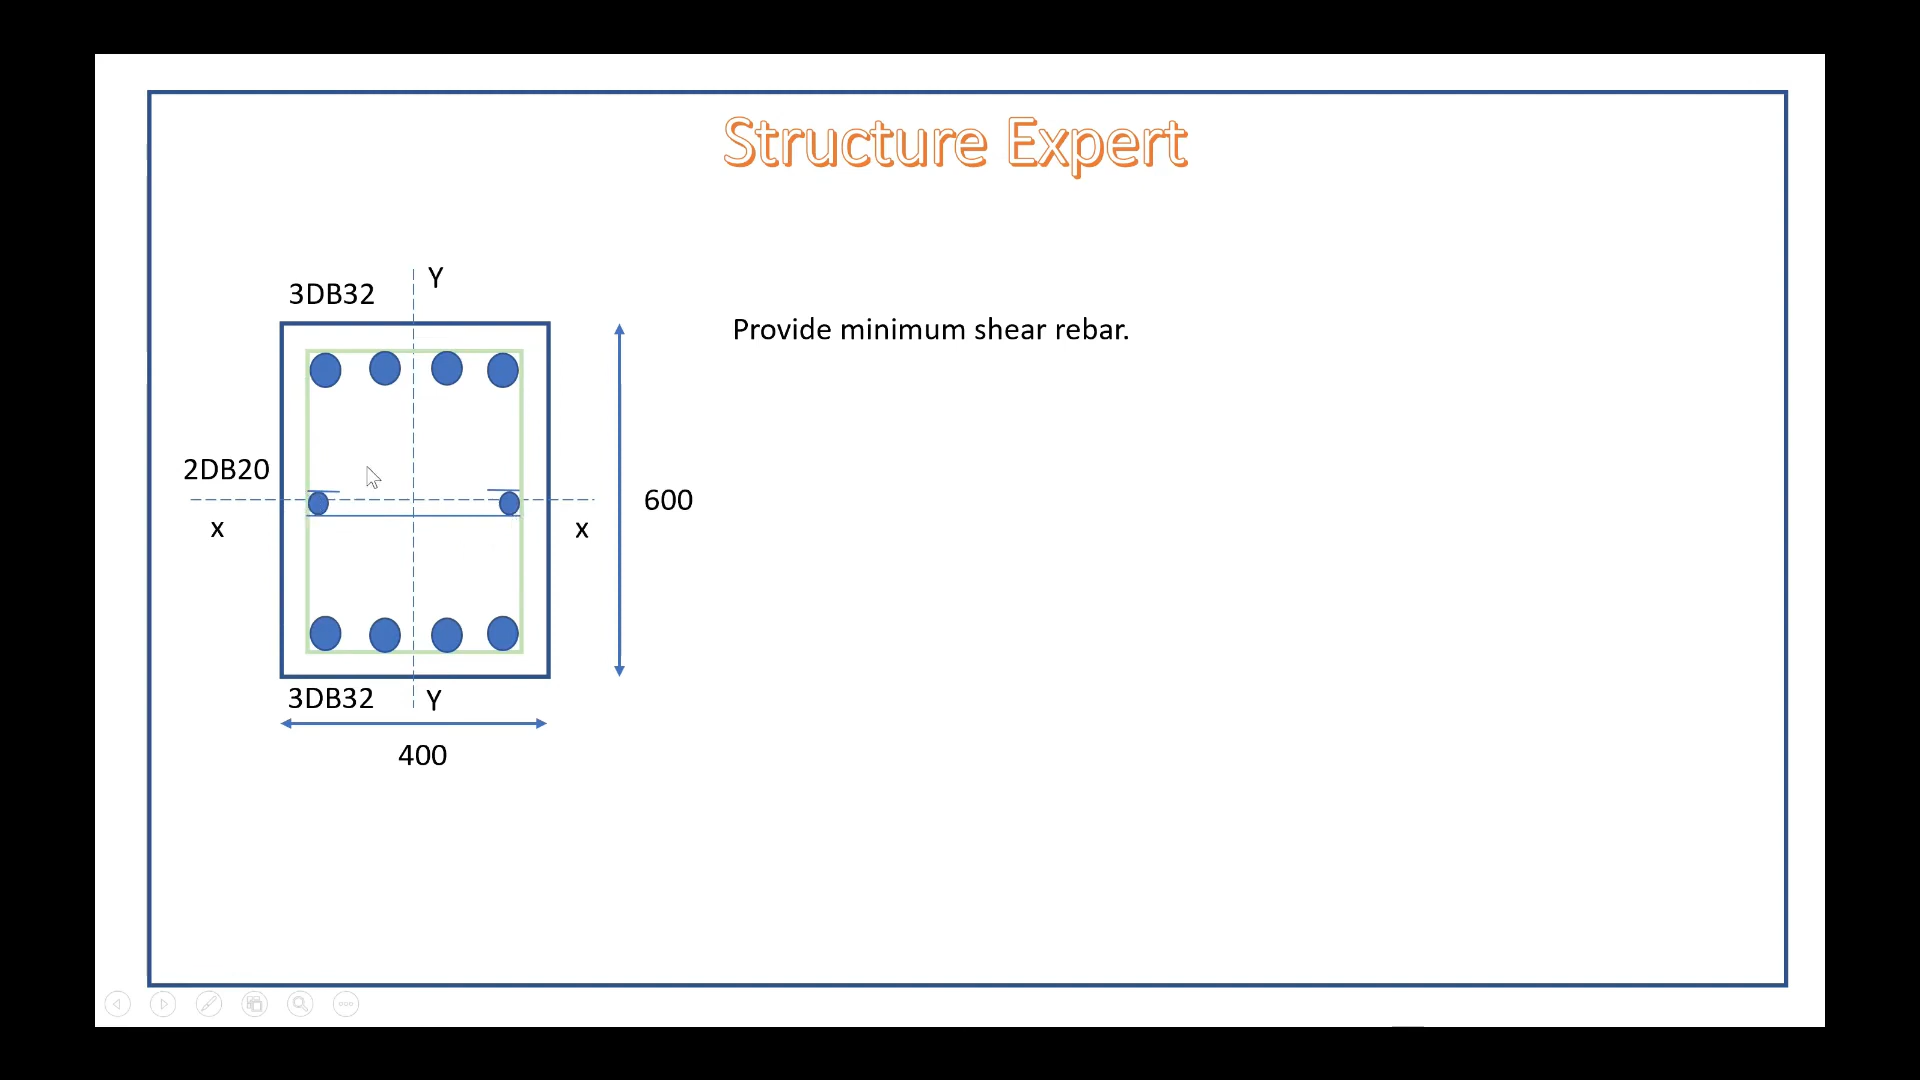 Structure Expert
Y
3DB32
Provide minimum shear rebar.
2DB20
600
x
x
3DB32
Y
400